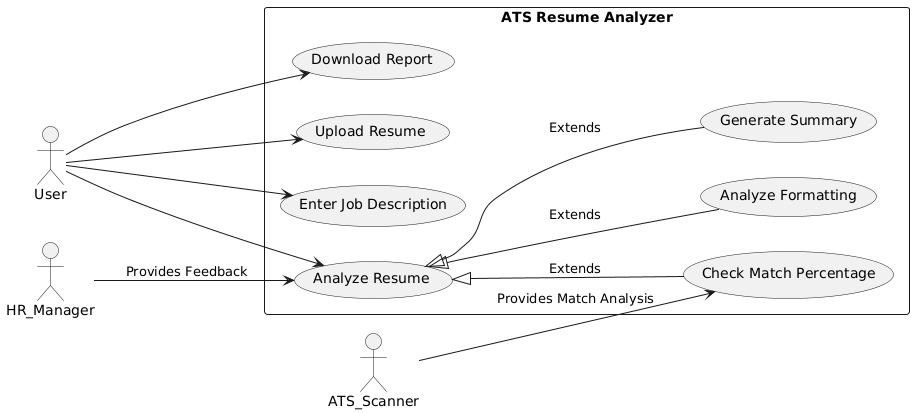 ATS Resume Analyzer
Download Report
Upload Resume
Enter Job Description
Analyze Resume
Generate Summary
Analyze Formatting
Check Match Percentage
User
HR_Manager
ATS_Scanner
Provides Feedback
Extends
Extends
Extends
Provides Match Analysis